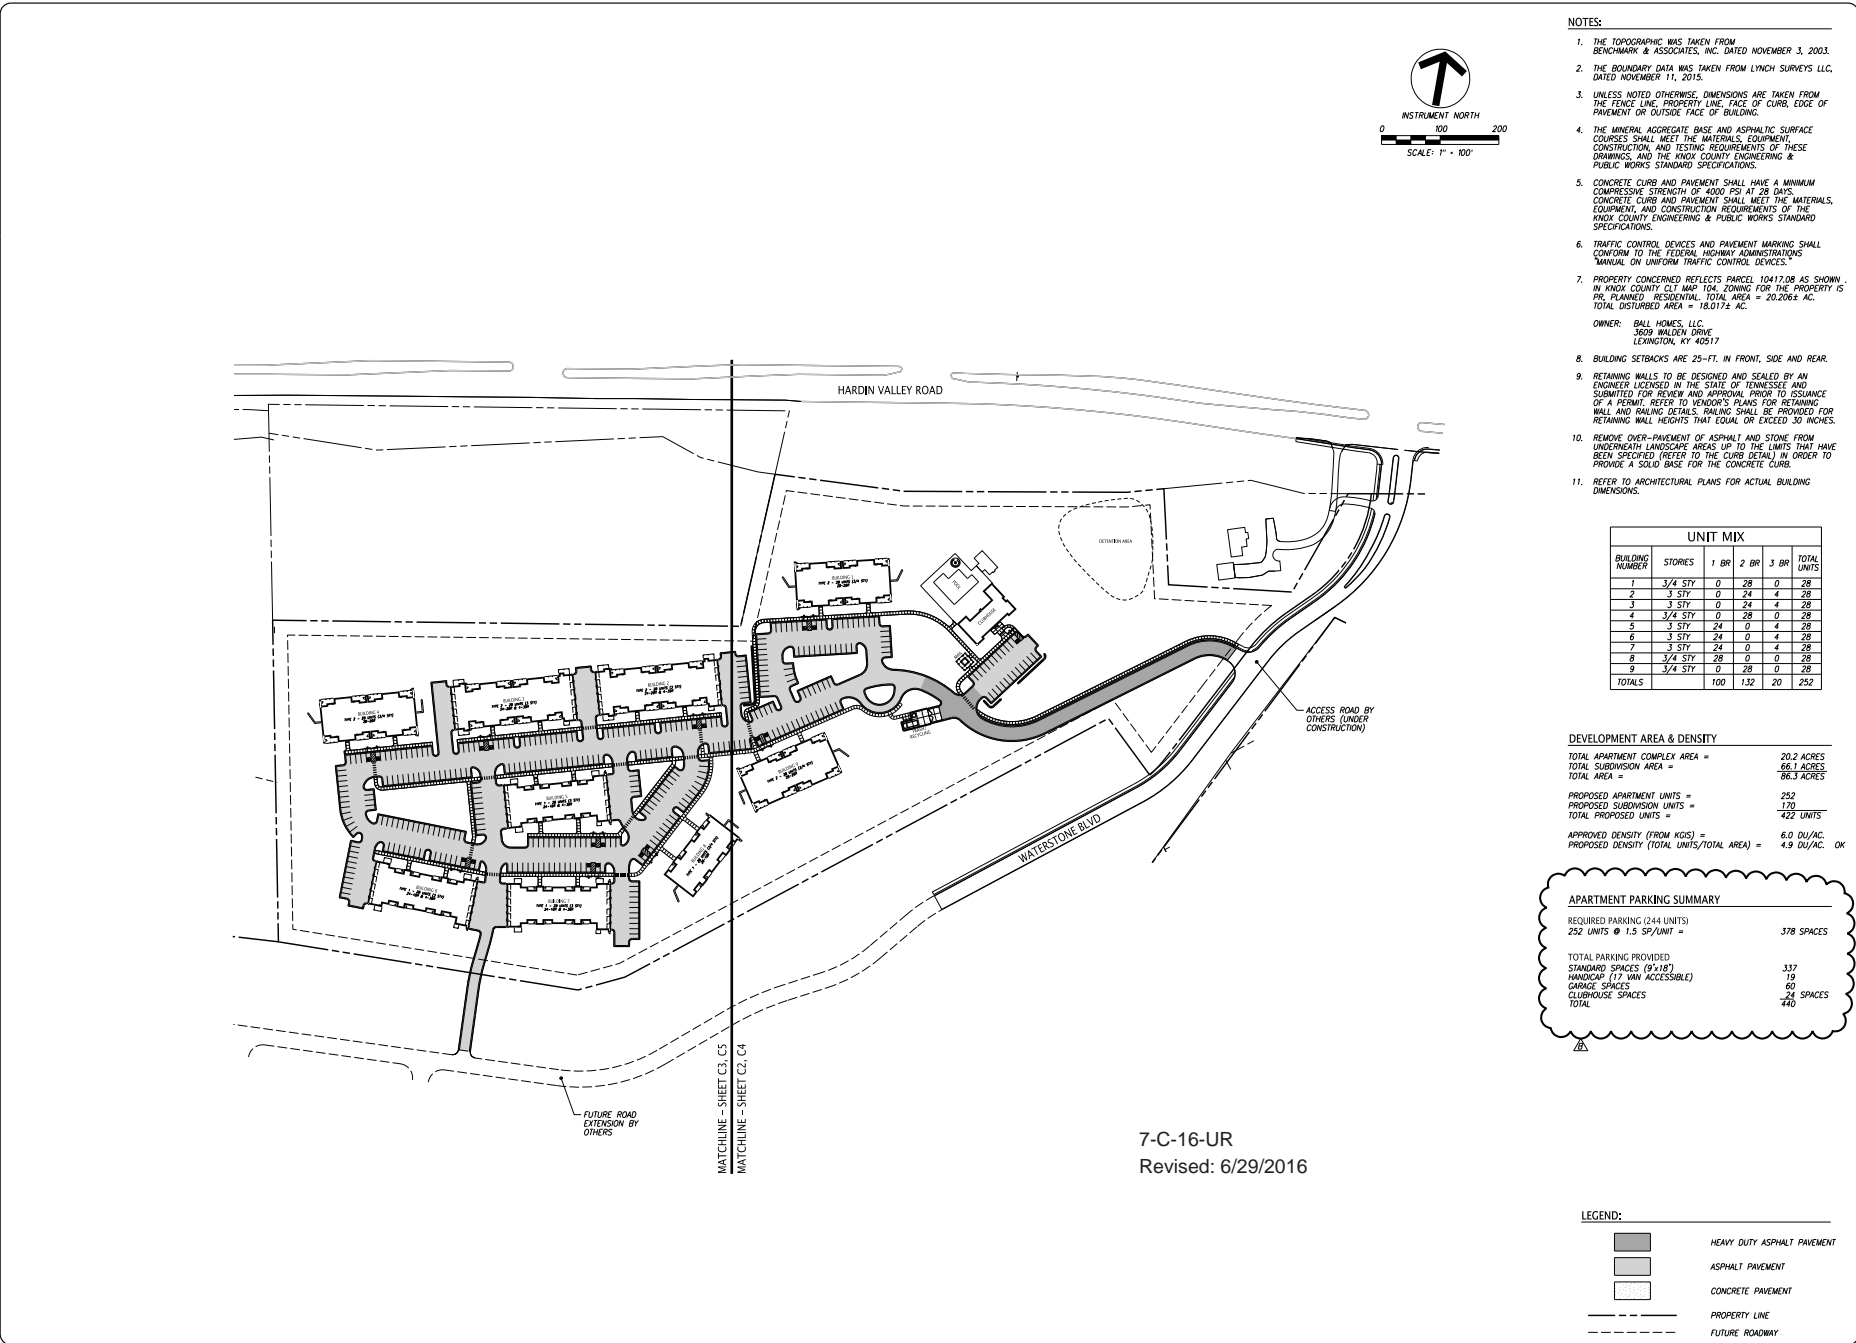 NOTES:
1. THE TOPOGRAPHIC WAS TAKEN FROM
BENCHMARK & ASSOCIATES, INC. DATED NOVEMBER 3, 2003.
2. THE BOUNDARY DATA WAS TAKEN FROM LYNCH SURVEYS LLC,
DATED NOVEMBER 11, 2015.
3. UNLESS NOTED OTHERWISE, DIMENSIONS ARE TAKEN FROM
THE FENCE LINE, PROPERTY LINE, FACE OF CURB, EDGE OF
PAVEMENT OR OUTSIDE FACE OF BUILDING.
4. THE MINERAL AGGREGATE BASE AND ASPHALTIC SURFACE
COURSES SHALL MEET THE MATERIALS, EQUIPMENT,
CONSTRUCTION, AND TESTING REQUIREMENTS OF THESE
DRAWINGS, AND THE KNOX COUNTY ENGINEERING &
PUBLIC WORKS STANDARD SPECIFICATIONS.
5. CONCRETE CURB AND PAVEMENT SHALL HAVE A MINIMUM
COMPRESSIVE STRENGTH OF 4000 PSI AT 28 DAYS.
CONCRETE CURB AND PAVEMENT SHALL MEET THE MATERIALS,
EQUIPMENT, AND CONSTRUCTION REQUIREMENTS OF THE
KNOX COUNTY ENGINEERING & PUBLIC WORKS STANDARD
SPECIFICATIONS.
6. TRAFFIC CONTROL DEVICES AND PAVEMENT MARKING SHALL
CONFORM TO THE FEDERAL HIGHWAY ADMINISTRATIONS
"MANUAL ON UNIFORM TRAFFIC CONTROL DEVICES."
7. PROPERTY CONCERNED REFLECTS PARCEL 10417.08 AS SHOWN .
IN KNOX COUNTY CLT MAP 104. ZONING FOR THE PROPERTY IS
PR, PLANNED RESIDENTIAL. TOTAL AREA = 20.206± AC.
TOTAL DISTURBED AREA = 18.017± AC.
OWNER: BALL HOMES, LLC.
3609 WALDEN DRIVE
LEXINGTON, KY 40517
8. BUILDING SETBACKS ARE 25-FT. IN FRONT, SIDE AND REAR.
9. RETAINING WALLS TO BE DESIGNED AND SEALED BY AN
ENGINEER LICENSED IN THE STATE OF TENNESSEE AND
SUBMITTED FOR REVIEW AND APPROVAL PRIOR TO ISSUANCE
OF A PERMIT. REFER TO VENDOR'S PLANS FOR RETAINING
WALL AND RAILING DETAILS. RAILING SHALL BE PROVIDED FOR
RETAINING WALL HEIGHTS THAT EQUAL OR EXCEED 30 INCHES.
10. REMOVE OVER-PAVEMENT OF ASPHALT AND STONE FROM
UNDERNEATH LANDSCAPE AREAS UP TO THE LIMITS THAT HAVE
BEEN SPECIFIED (REFER TO THE CURB DETAIL) IN ORDER TO
PROVIDE A SOLID BASE FOR THE CONCRETE CURB.
11. REFER TO ARCHITECTURAL PLANS FOR ACTUAL BUILDING
DIMENSIONS.
INSTRUMENT NORTH
0 100 200
SCALE: 1" = 100'
HARDIN VALLEY ROAD
DETENTION AREA
BUILDING 1
POOL
CLUBHOUSE
BUILDING 2
BUILDING 3
BUILDING 4
BUILDING 5
BUILDING 6
BUILDING 7
RECYCLING
ACCESS ROAD BY
OTHERS (UNDER
CONSTRUCTION)
WATERSTONE BLVD
FUTURE ROAD
EXTENSION BY
OTHERS
MATCHLINE - SHEET C3, C5
MATCHLINE - SHEET C2, C4
7-C-16-UR
Revised: 6/29/2016
UNIT MIX
BUILDING NUMBER STORIES 1 BR 2 BR 3 BR TOTAL UNITS
1 3/4 STY 0 28 0 28
2 3 STY 0 24 4 28
3 3 STY 0 24 4 28
4 3/4 STY 0 28 0 28
5 3 STY 24 0 4 28
6 3 STY 24 0 4 28
7 3 STY 24 0 4 28
8 3/4 STY 28 0 0 28
9 3/4 STY 0 28 0 28
TOTALS 100 132 20 252
DEVELOPMENT AREA & DENSITY
TOTAL APARTMENT COMPLEX AREA = 20.2 ACRES
TOTAL SUBDIVISION AREA = 66.1 ACRES
TOTAL AREA = 86.3 ACRES
PROPOSED APARTMENT UNITS = 252
PROPOSED SUBDIVISION UNITS = 170
TOTAL PROPOSED UNITS = 422 UNITS
APPROVED DENSITY (FROM KGIS) = 6.0 DU/AC.
PROPOSED DENSITY (TOTAL UNITS/TOTAL AREA) = 4.9 DU/AC. OK
APARTMENT PARKING SUMMARY
REQUIRED PARKING (244 UNITS)
252 UNITS @ 1.5 SP/UNIT = 378 SPACES
TOTAL PARKING PROVIDED
STANDARD SPACES (9'x18') 337
HANDICAP (17 VAN ACCESSIBLE) 19
GARAGE SPACES 60
CLUBHOUSE SPACES 24 SPACES
TOTAL 440
LEGEND:
HEAVY DUTY ASPHALT PAVEMENT
ASPHALT PAVEMENT
CONCRETE PAVEMENT
PROPERTY LINE
FUTURE ROADWAY